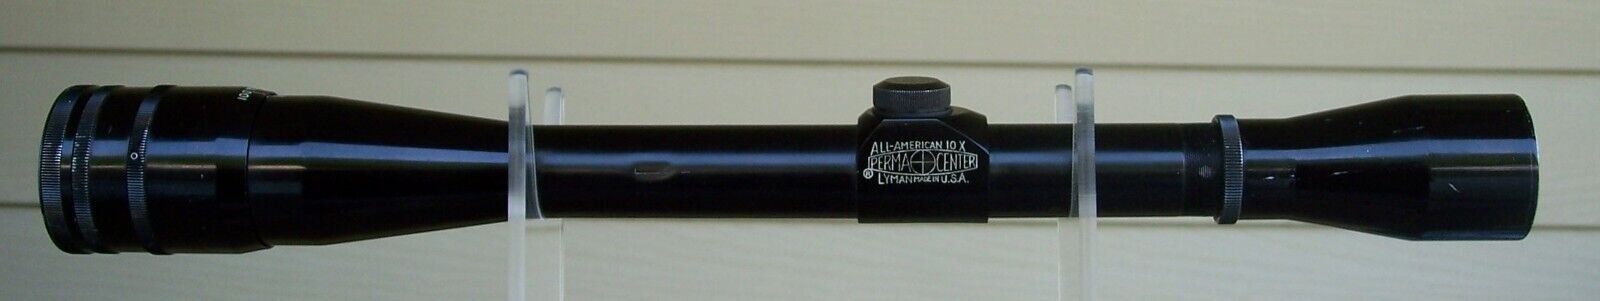 ALL-AMERICAN 10 X
PERMA CENTER
® LYMAN MADE IN U.S.A.